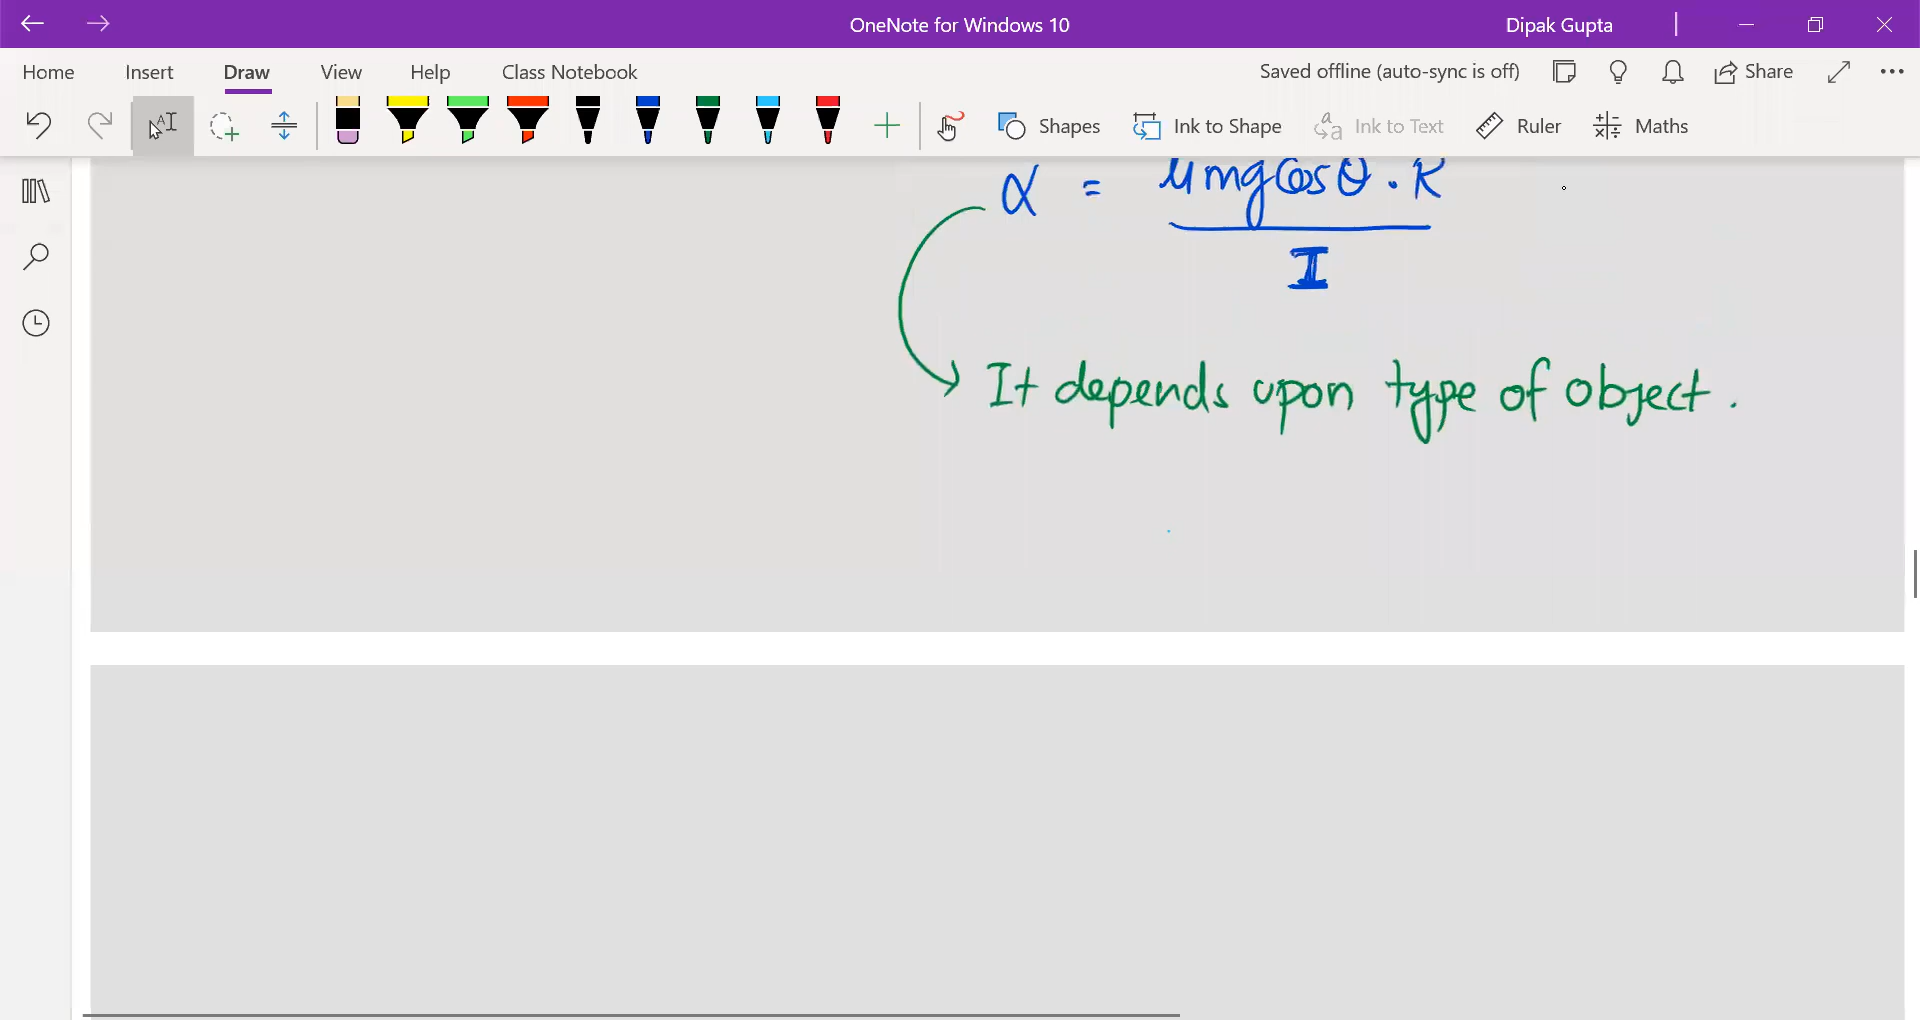 OneNote for Windows 10
Dipak Gupta
Home Insert Draw View Help Class Notebook
Saved offline (auto-sync is off) Share
Shapes Ink to Shape Ink to Text Ruler Maths
α = μmgCosθ.R
I
It depends upon type of object.